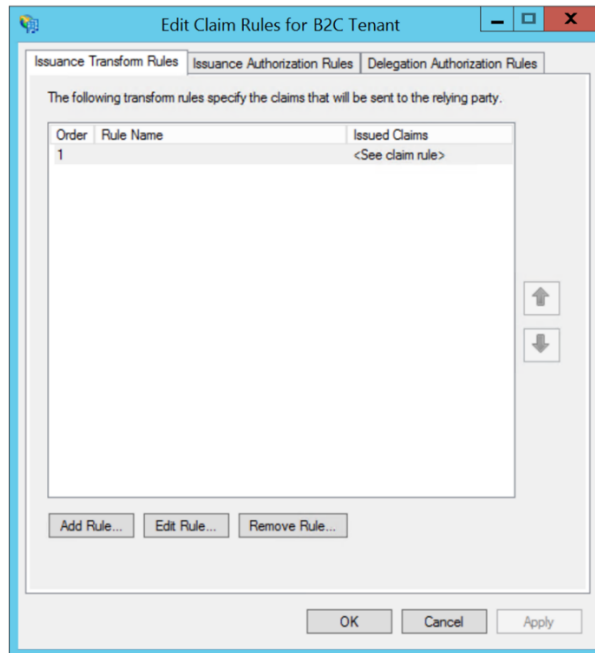 Edit Claim Rules for B2C Tenant
Issuance Transform Rules Issuance Authorization Rules Delegation Authorization Rules
The following transform rules specify the claims that will be sent to the relying party.
Order Rule Name Issued Claims
1 <See claim rule>
Add Rule... Edit Rule... Remove Rule...
OK Cancel Apply